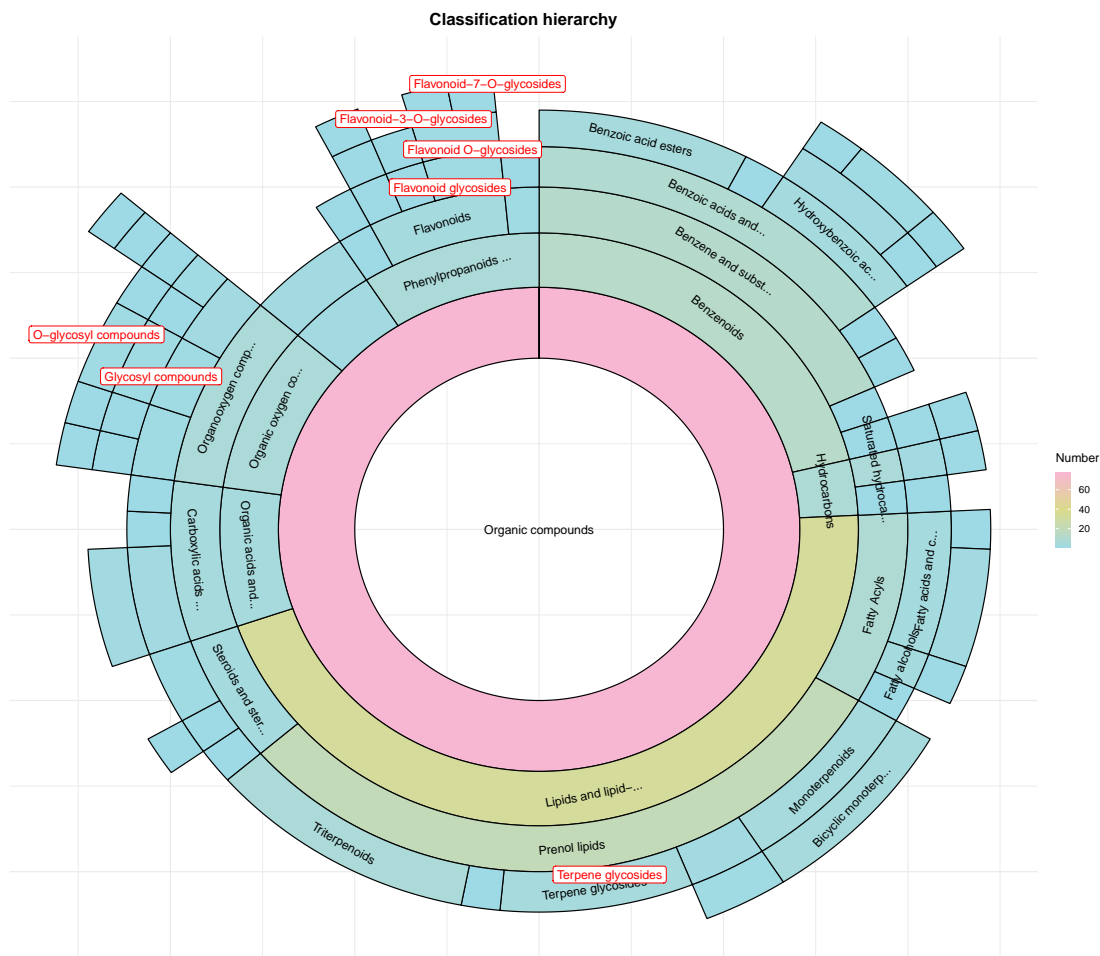 Classification hierarchy
Flavonoid−7−O−glycosides
Flavonoid−3−O−glycosides
Flavonoid O−glycosides
Flavonoid glycosides
Flavonoids
Phenylpropanoids ...
Benzoic acid esters
Benzoic acids and...
Hydroxybenzoic ac...
Benzene and subst...
Benzenoids
O−glycosyl compounds
Glycosyl compounds
Organooxygen comp...
Organic oxygen co...
Saturated hydroca...
Hydrocarbons
Number
60
40
20
0
Organic compounds
Carboxylic acids ...
Organic acids and...
Fatty Acyls
Fatty acids and c...
Fatty alcohols
Steroids and ster...
Lipids and lipid−...
Monoterpenoids
Bicyclic monoterp...
Prenol lipids
Triterpenoids
Terpene glycosides
Terpene glycosides